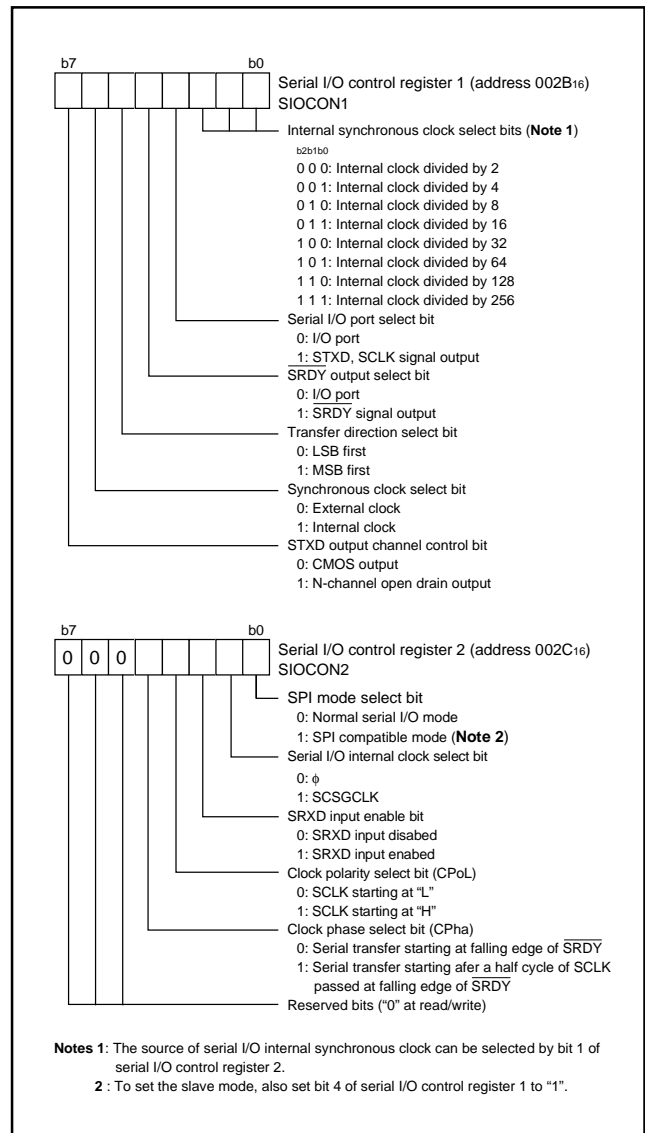 b7 b0
Serial I/O control register 1 (address 002B16)
SIOCON1
Internal synchronous clock select bits (Note 1)
b2b1b0
0 0 0: Internal clock divided by 2
0 0 1: Internal clock divided by 4
0 1 0: Internal clock divided by 8
0 1 1: Internal clock divided by 16
1 0 0: Internal clock divided by 32
1 0 1: Internal clock divided by 64
1 1 0: Internal clock divided by 128
1 1 1: Internal clock divided by 256
Serial I/O port select bit
0: I/O port
1: STXD, SCLK signal output
SRDY output select bit
0: I/O port
1: SRDY signal output
Transfer direction select bit
0: LSB first
1: MSB first
Synchronous clock select bit
0: External clock
1: Internal clock
STXD output channel control bit
0: CMOS output
1: N-channel open drain output
b7 b0
0 0 0
Serial I/O control register 2 (address 002C16)
SIOCON2
SPI mode select bit
0: Normal serial I/O mode
1: SPI compatible mode (Note 2)
Serial I/O internal clock select bit
0: ϕ
1: SCSGCLK
SRXD input enable bit
0: SRXD input disabed
1: SRXD input enabed
Clock polarity select bit (CPoL)
0: SCLK starting at “L”
1: SCLK starting at “H”
Clock phase select bit (CPha)
0: Serial transfer starting at falling edge of SRDY
1: Serial transfer starting afer a half cycle of SCLK
passed at falling edge of SRDY
Reserved bits (“0” at read/write)
Notes 1: The source of serial I/O internal synchronous clock can be selected by bit 1 of
serial I/O control register 2.
2 : To set the slave mode, also set bit 4 of serial I/O control register 1 to “1”.